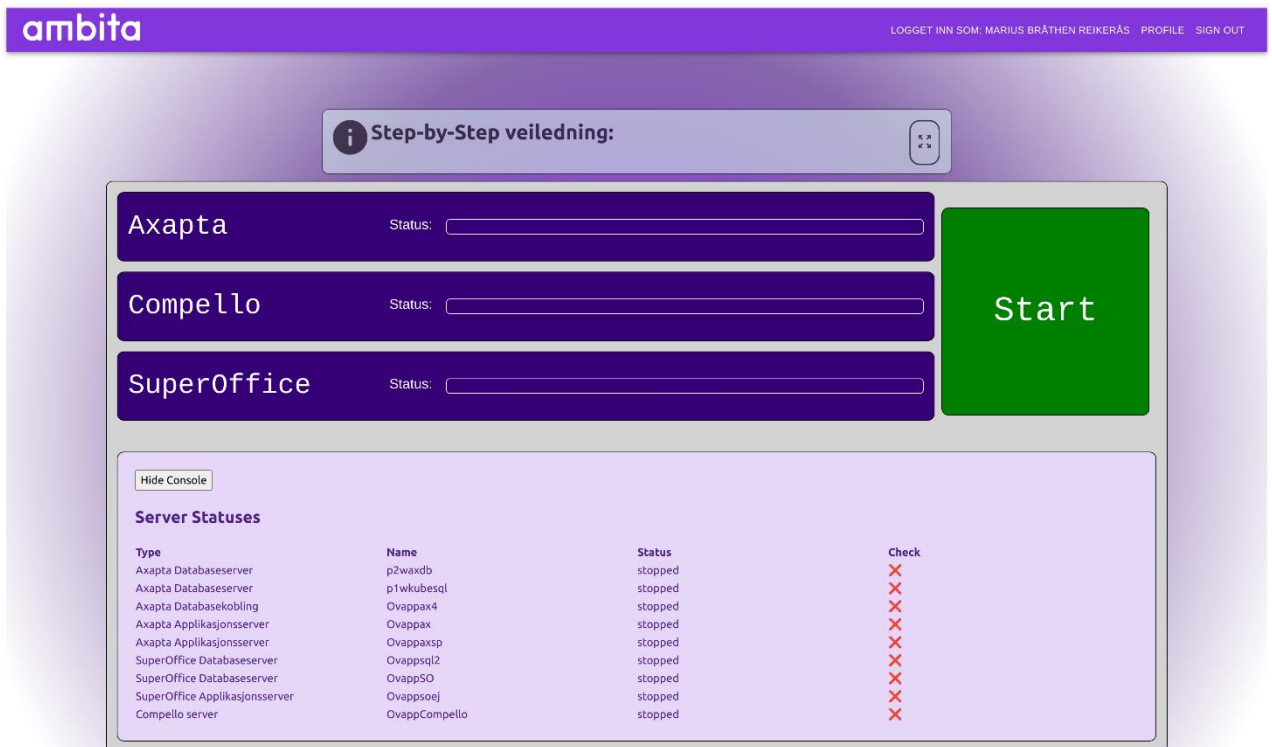 ambita
LOGGET INN SOM: MARIUS BRÅTHEN REIKERÅS PROFILE SIGN OUT
i Step-by-Step veiledning:
Axapta Status:
Compello Status:
SuperOffice Status:
Start
Hide Console
Server Statuses
Type Name Status Check
Axapta Databaseserver p2waxdb stopped ❌
Axapta Databaseserver p1wkubesql stopped ❌
Axapta Databasekobling Ovappax4 stopped ❌
Axapta Applikasjonsserver Ovappax stopped ❌
Axapta Applikasjonsserver Ovappaxsp stopped ❌
SuperOffice Databaseserver Ovappsql2 stopped ❌
SuperOffice Databaseserver OvappSO stopped ❌
SuperOffice Applikasjonsserver Ovappsoej stopped ❌
Compello server OvappCompello stopped ❌